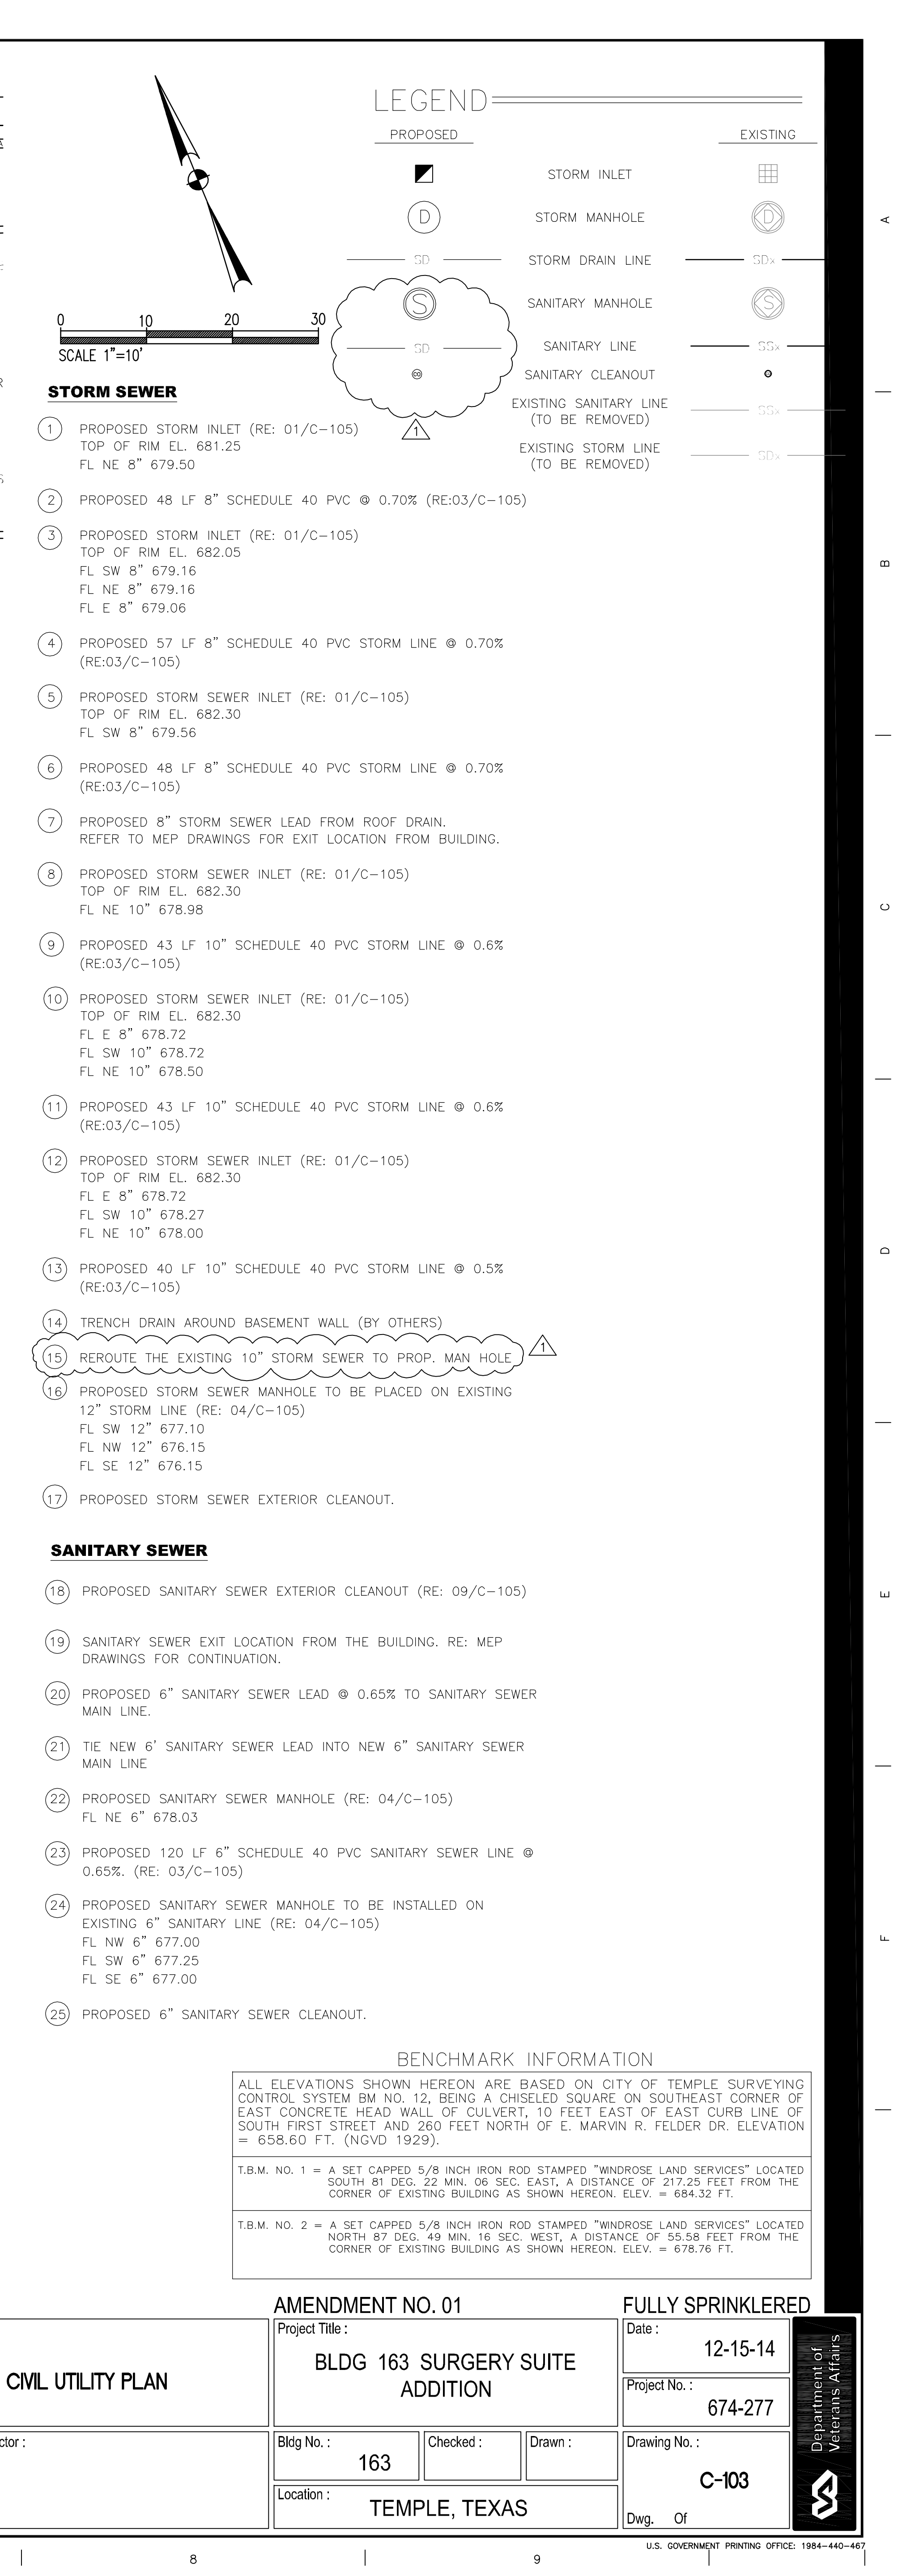 LEGEND
PROPOSED
EXISTING
STORM INLET
D
STORM MANHOLE
D
SD
STORM DRAIN LINE
SDx
S
SANITARY MANHOLE
S
SD
SANITARY LINE
SSx
SANITARY CLEANOUT
EXISTING SANITARY LINE
(TO BE REMOVED)
SSx
EXISTING STORM LINE
(TO BE REMOVED)
SDx
1
0 10 20 30
SCALE 1"=10'
STORM SEWER
1 PROPOSED STORM INLET (RE: 01/C-105)
TOP OF RIM EL. 681.25
FL NE 8" 679.50
2 PROPOSED 48 LF 8" SCHEDULE 40 PVC @ 0.70% (RE:03/C-105)
3 PROPOSED STORM INLET (RE: 01/C-105)
TOP OF RIM EL. 682.05
FL SW 8" 679.16
FL NE 8" 679.16
FL E 8" 679.06
4 PROPOSED 57 LF 8" SCHEDULE 40 PVC STORM LINE @ 0.70%
(RE:03/C-105)
5 PROPOSED STORM SEWER INLET (RE: 01/C-105)
TOP OF RIM EL. 682.30
FL SW 8" 679.56
6 PROPOSED 48 LF 8" SCHEDULE 40 PVC STORM LINE @ 0.70%
(RE:03/C-105)
7 PROPOSED 8" STORM SEWER LEAD FROM ROOF DRAIN.
REFER TO MEP DRAWINGS FOR EXIT LOCATION FROM BUILDING.
8 PROPOSED STORM SEWER INLET (RE: 01/C-105)
TOP OF RIM EL. 682.30
FL NE 10" 678.98
9 PROPOSED 43 LF 10" SCHEDULE 40 PVC STORM LINE @ 0.6%
(RE:03/C-105)
10 PROPOSED STORM SEWER INLET (RE: 01/C-105)
TOP OF RIM EL. 682.30
FL E 8" 678.72
FL SW 10" 678.72
FL NE 10" 678.50
11 PROPOSED 43 LF 10" SCHEDULE 40 PVC STORM LINE @ 0.6%
(RE:03/C-105)
12 PROPOSED STORM SEWER INLET (RE: 01/C-105)
TOP OF RIM EL. 682.30
FL E 8" 678.72
FL SW 10" 678.27
FL NE 10" 678.00
13 PROPOSED 40 LF 10" SCHEDULE 40 PVC STORM LINE @ 0.5%
(RE:03/C-105)
14 TRENCH DRAIN AROUND BASEMENT WALL (BY OTHERS)
15 REROUTE THE EXISTING 10" STORM SEWER TO PROP. MAN HOLE
1
16 PROPOSED STORM SEWER MANHOLE TO BE PLACED ON EXISTING
12" STORM LINE (RE: 04/C-105)
FL SW 12" 677.10
FL NW 12" 676.15
FL SE 12" 676.15
17 PROPOSED STORM SEWER EXTERIOR CLEANOUT.
SANITARY SEWER
18 PROPOSED SANITARY SEWER EXTERIOR CLEANOUT (RE: 09/C-105)
19 SANITARY SEWER EXIT LOCATION FROM THE BUILDING. RE: MEP
DRAWINGS FOR CONTINUATION.
20 PROPOSED 6" SANITARY SEWER LEAD @ 0.65% TO SANITARY SEWER
MAIN LINE.
21 TIE NEW 6' SANITARY SEWER LEAD INTO NEW 6" SANITARY SEWER
MAIN LINE
22 PROPOSED SANITARY SEWER MANHOLE (RE: 04/C-105)
FL NE 6" 678.03
23 PROPOSED 120 LF 6" SCHEDULE 40 PVC SANITARY SEWER LINE @
0.65%. (RE: 03/C-105)
24 PROPOSED SANITARY SEWER MANHOLE TO BE INSTALLED ON
EXISTING 6" SANITARY LINE (RE: 04/C-105)
FL NW 6" 677.00
FL SW 6" 677.25
FL SE 6" 677.00
25 PROPOSED 6" SANITARY SEWER CLEANOUT.
BENCHMARK INFORMATION
ALL ELEVATIONS SHOWN HEREON ARE BASED ON CITY OF TEMPLE SURVEYING
CONTROL SYSTEM BM NO. 12, BEING A CHISELED SQUARE ON SOUTHEAST CORNER OF
EAST CONCRETE HEAD WALL OF CULVERT, 10 FEET EAST OF EAST CURB LINE OF
SOUTH FIRST STREET AND 260 FEET NORTH OF E. MARVIN R. FELDER DR. ELEVATION
= 658.60 FT. (NGVD 1929).
T.B.M. NO. 1 = A SET CAPPED 5/8 INCH IRON ROD STAMPED "WINDROSE LAND SERVICES" LOCATED
SOUTH 81 DEG. 22 MIN. 06 SEC. EAST, A DISTANCE OF 217.25 FEET FROM THE
CORNER OF EXISTING BUILDING AS SHOWN HEREON. ELEV. = 684.32 FT.
T.B.M. NO. 2 = A SET CAPPED 5/8 INCH IRON ROD STAMPED "WINDROSE LAND SERVICES" LOCATED
NORTH 87 DEG. 49 MIN. 16 SEC. WEST, A DISTANCE OF 55.58 FEET FROM THE
CORNER OF EXISTING BUILDING AS SHOWN HEREON. ELEV. = 678.76 FT.
AMENDMENT NO. 01
FULLY SPRINKLERED
CIVIL UTILITY PLAN
Project Title :
BLDG 163 SURGERY SUITE
ADDITION
Date :
12-15-14
Project No. :
674-277
ctor :
Bldg No. :
163
Checked :
Drawn :
Drawing No. :
C-103
Location :
TEMPLE, TEXAS
Dwg. Of
Department of
Veterans Affairs
U.S. GOVERNMENT PRINTING OFFICE: 1984-440-467
8
9
A
B
C
D
E
F